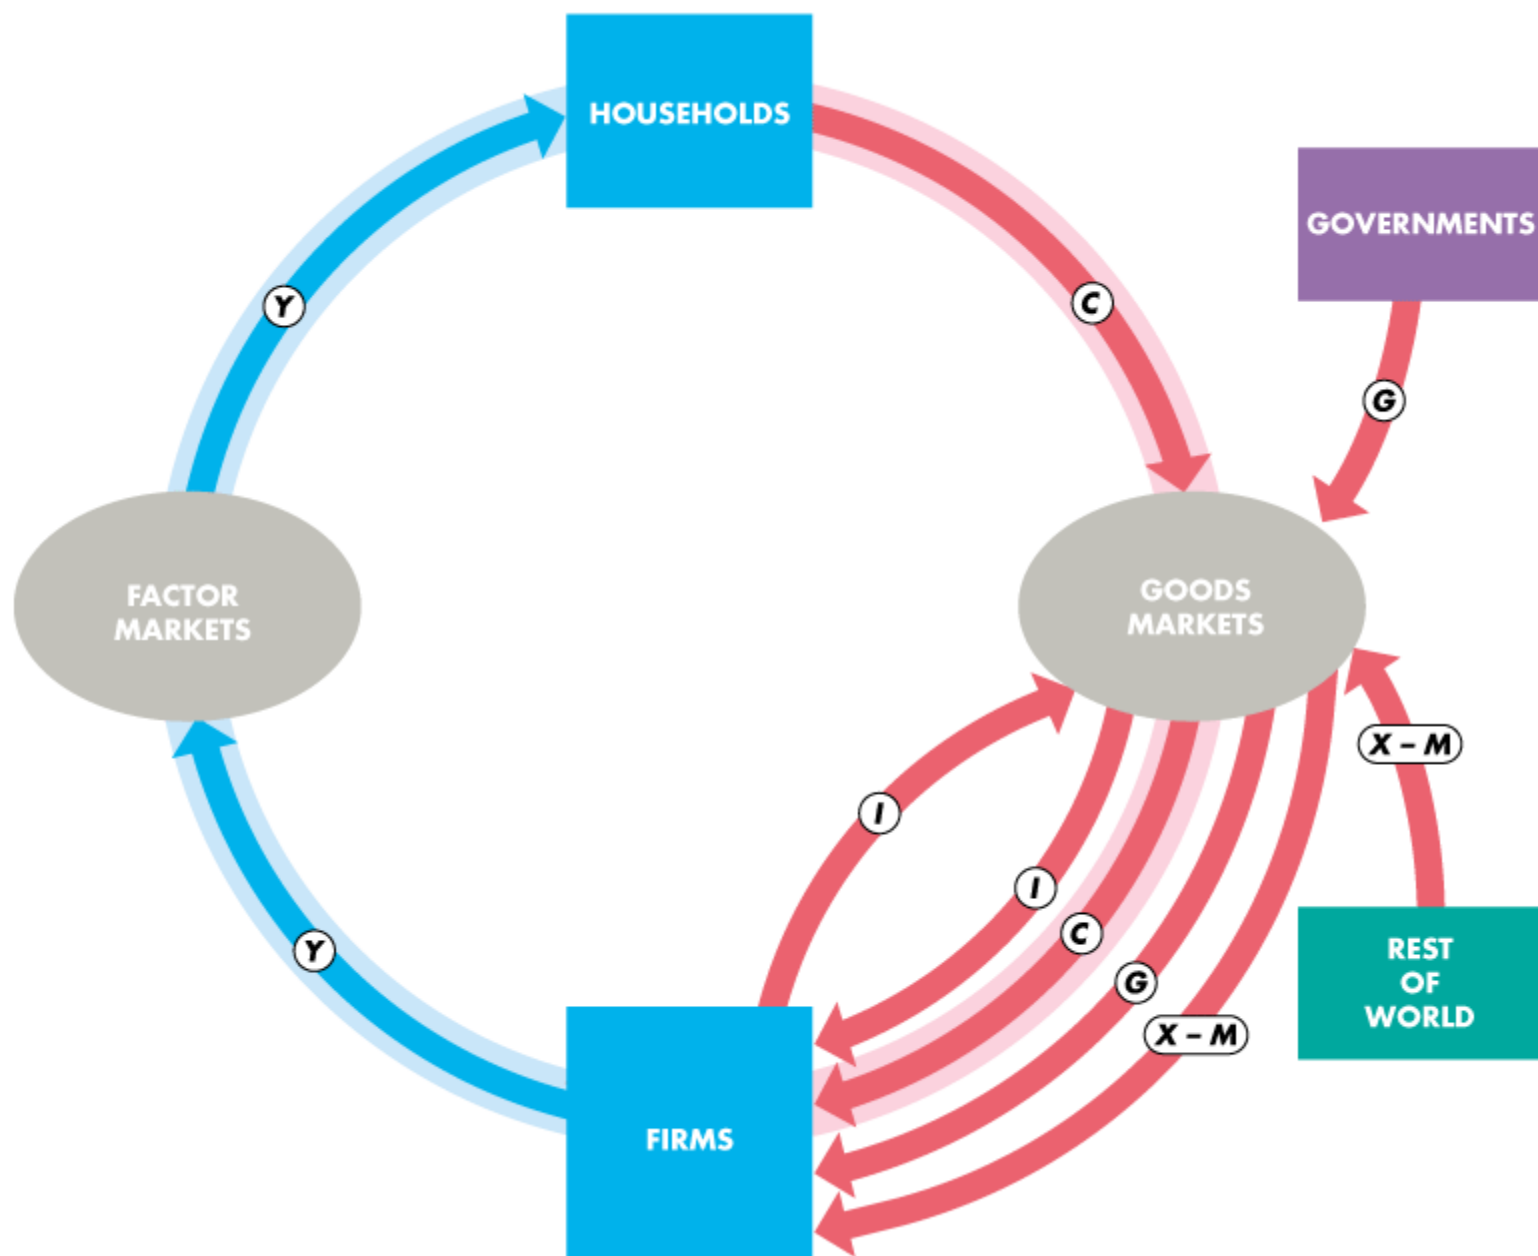 HOUSEHOLDS
GOVERNMENTS
Y
C
G
FACTOR
MARKETS
GOODS
MARKETS
X – M
I
I
C
Y
G
X – M
REST
OF
WORLD
FIRMS